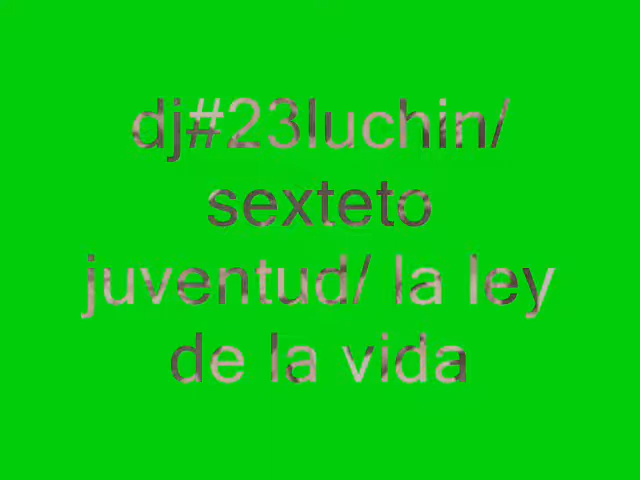 dj#23luchin/
sexteto
juventud/ la ley
de la vida